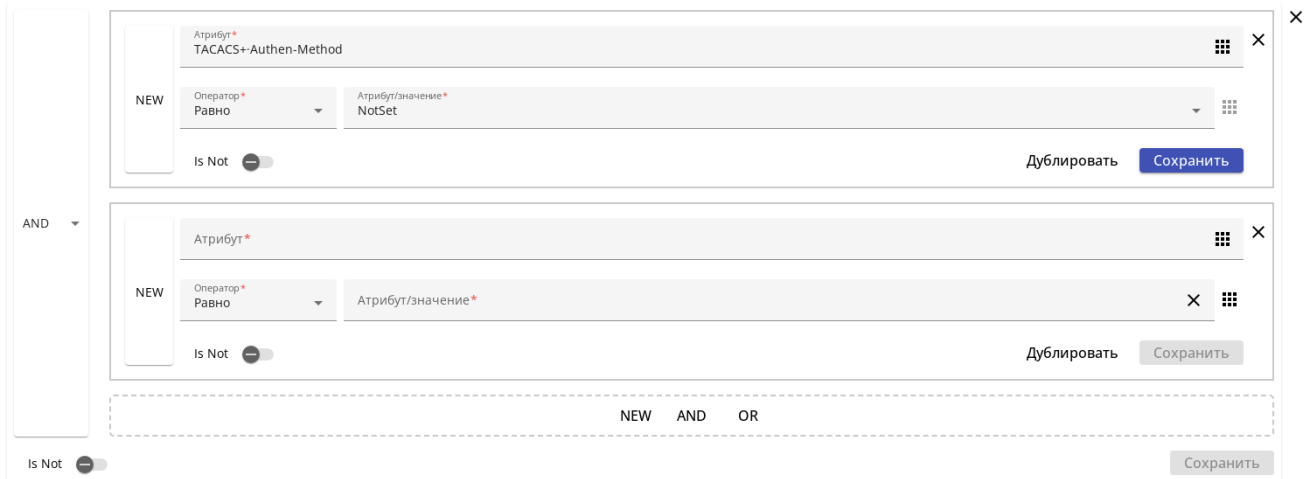 Атрибут*
TACACS+·Authen-Method
NEW
Оператор*
Равно
Атрибут/значение*
NotSet
Is Not
Дублировать
Сохранить
AND
Атрибут*
NEW
Оператор*
Равно
Атрибут/значение*
Is Not
Дублировать
Сохранить
NEW AND OR
Is Not
Сохранить